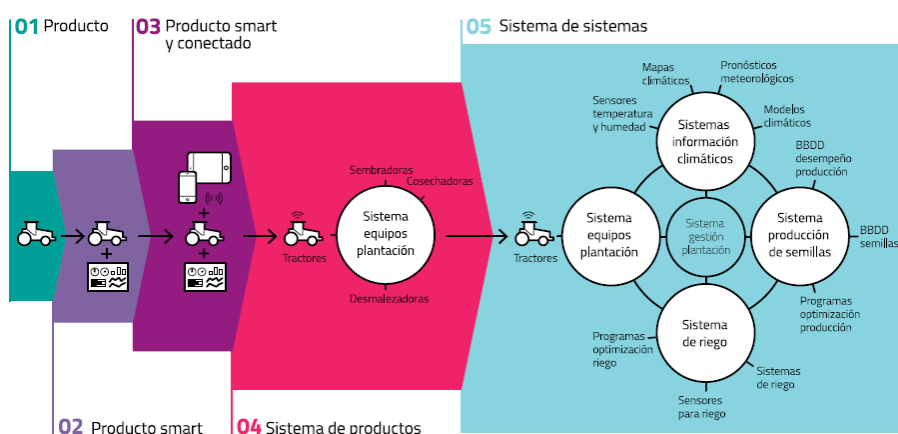 01 Producto
03 Producto smart
y conectado
05 Sistema de sistemas
02 Producto smart
04 Sistema de productos
Sembradoras
Cosechadoras
Sistema
equipos
plantación
Tractores
Desmalezadoras
Tractores
Sistema
equipos
plantación
Mapas
climáticos
Pronósticos
meteorológicos
Sensores
temperatura
y humedad
Modelos
climáticos
Sistemas
información
climáticos
Sistema
gestión
plantación
BBDD
desempeño
producción
Sistema
producción
de semillas
BBDD
semillas
Programas
optimización
producción
Sistema
de riego
Programas
optimización
riego
Sistemas
de riego
Sensores
para riego